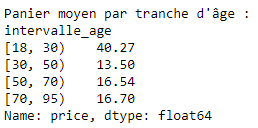 Panier moyen par tranche d'âge :
intervalle_age
[18, 30)    40.27
[30, 50)    13.50
[50, 70)    16.54
[70, 95)    16.70
Name: price, dtype: float64